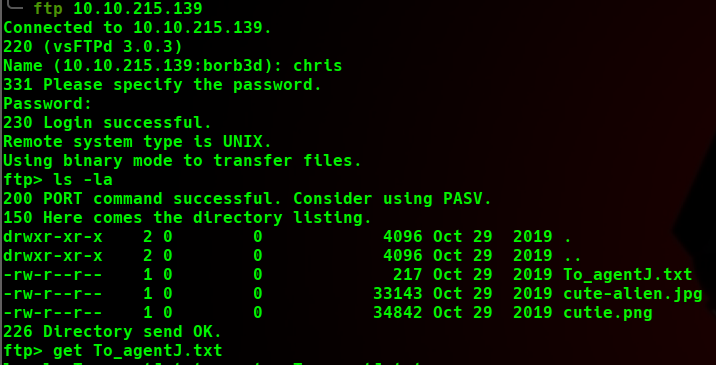 ftp 10.10.215.139
Connected to 10.10.215.139.
220 (vsFTPd 3.0.3)
Name (10.10.215.139:borb3d): chris
331 Please specify the password.
Password:
230 Login successful.
Remote system type is UNIX.
Using binary mode to transfer files.
ftp> ls -la
200 PORT command successful. Consider using PASV.
150 Here comes the directory listing.
drwxr-xr-x    2 0        0            4096 Oct 29  2019 .
drwxr-xr-x    2 0        0            4096 Oct 29  2019 ..
-rw-r--r--    1 0        0             217 Oct 29  2019 To_agentJ.txt
-rw-r--r--    1 0        0           33143 Oct 29  2019 cute-alien.jpg
-rw-r--r--    1 0        0           34842 Oct 29  2019 cutie.png
226 Directory send OK.
ftp> get To_agentJ.txt